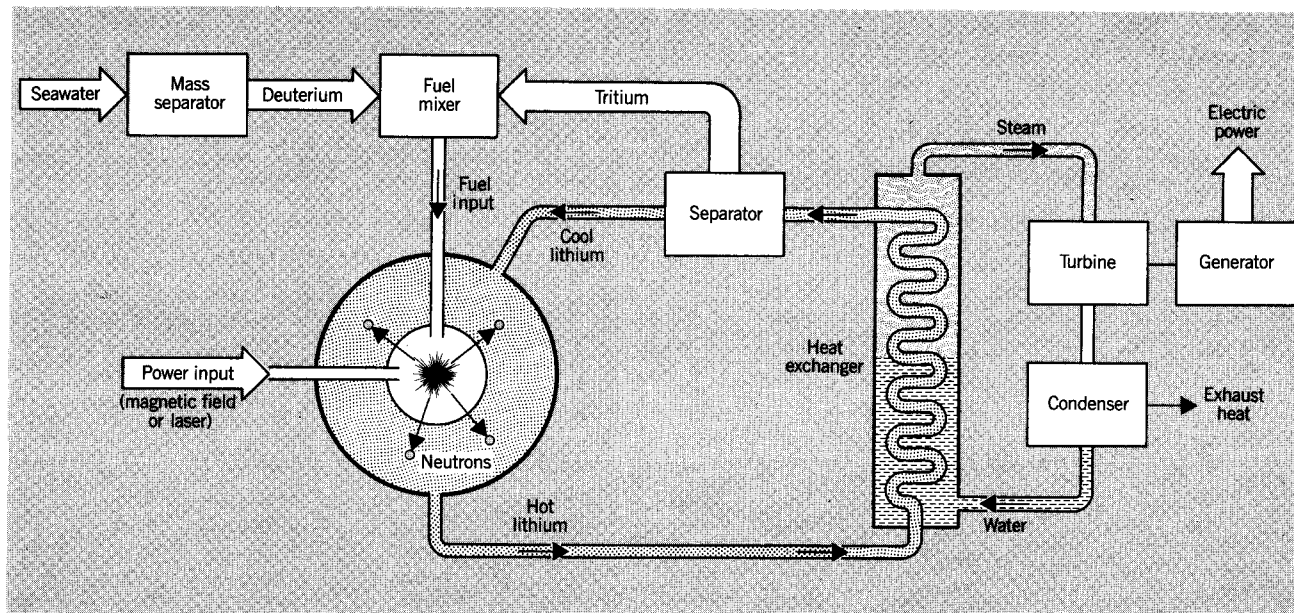 Seawater
Mass
separator
Deuterium
Fuel
mixer
Tritium
Fuel
input
Separator
Cool
lithium
Steam
Electric
power
Turbine
Generator
Heat
exchanger
Power input
(magnetic field
or laser)
Condenser
Exhaust
heat
Neutrons
Hot
lithium
Water